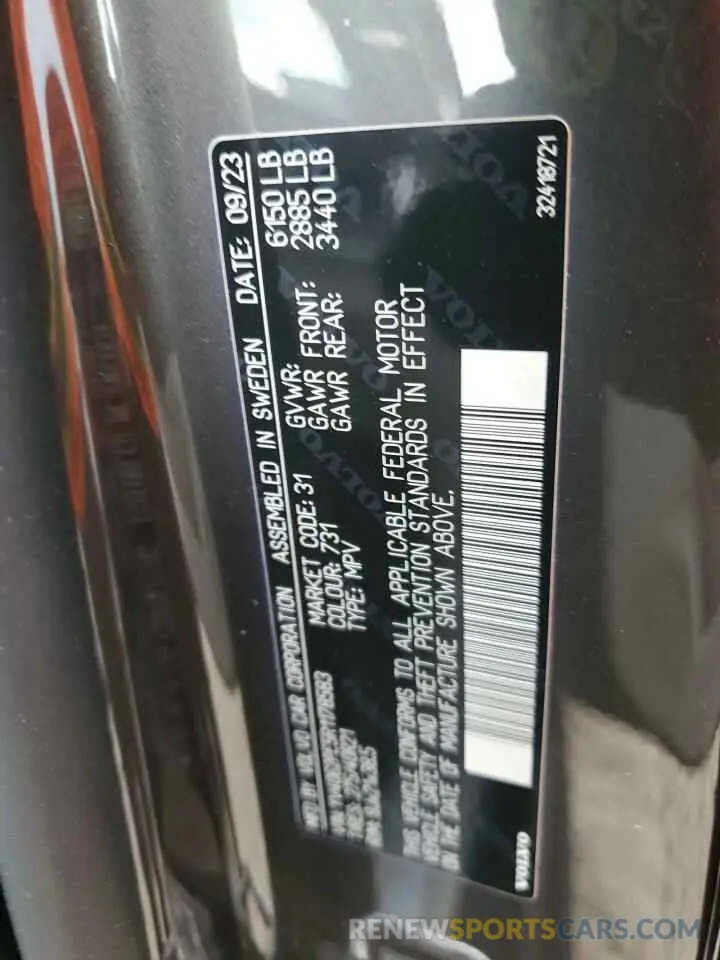 MFD BY VOLVO CAR CORPORATION ASSEMBLED IN SWEDEN DATE: 09/23
MARKET CODE: 31 GVWR: 6150 LB
COLOUR: 731 GAWR FRONT: 2885 LB
TYPE: MPV GAWR REAR: 3440 LB
THIS VEHICLE CONFORMS TO ALL APPLICABLE FEDERAL MOTOR
VEHICLE SAFETY AND THEFT PREVENTION STANDARDS IN EFFECT
ON THE DATE OF MANUFACTURE SHOWN ABOVE.
VOLVO
32418721
RENEWSPORTSCARS.COM